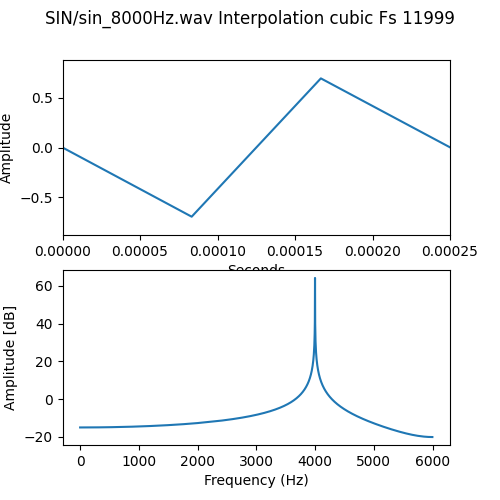 SIN/sin_8000Hz.wav Interpolation cubic Fs 11999
Amplitude
0.5
0.0
−0.5
0.00000 0.00005 0.00010 0.00015 0.00020 0.00025
Seconds
Amplitude [dB]
60
40
20
0
−20
0 1000 2000 3000 4000 5000 6000
Frequency (Hz)